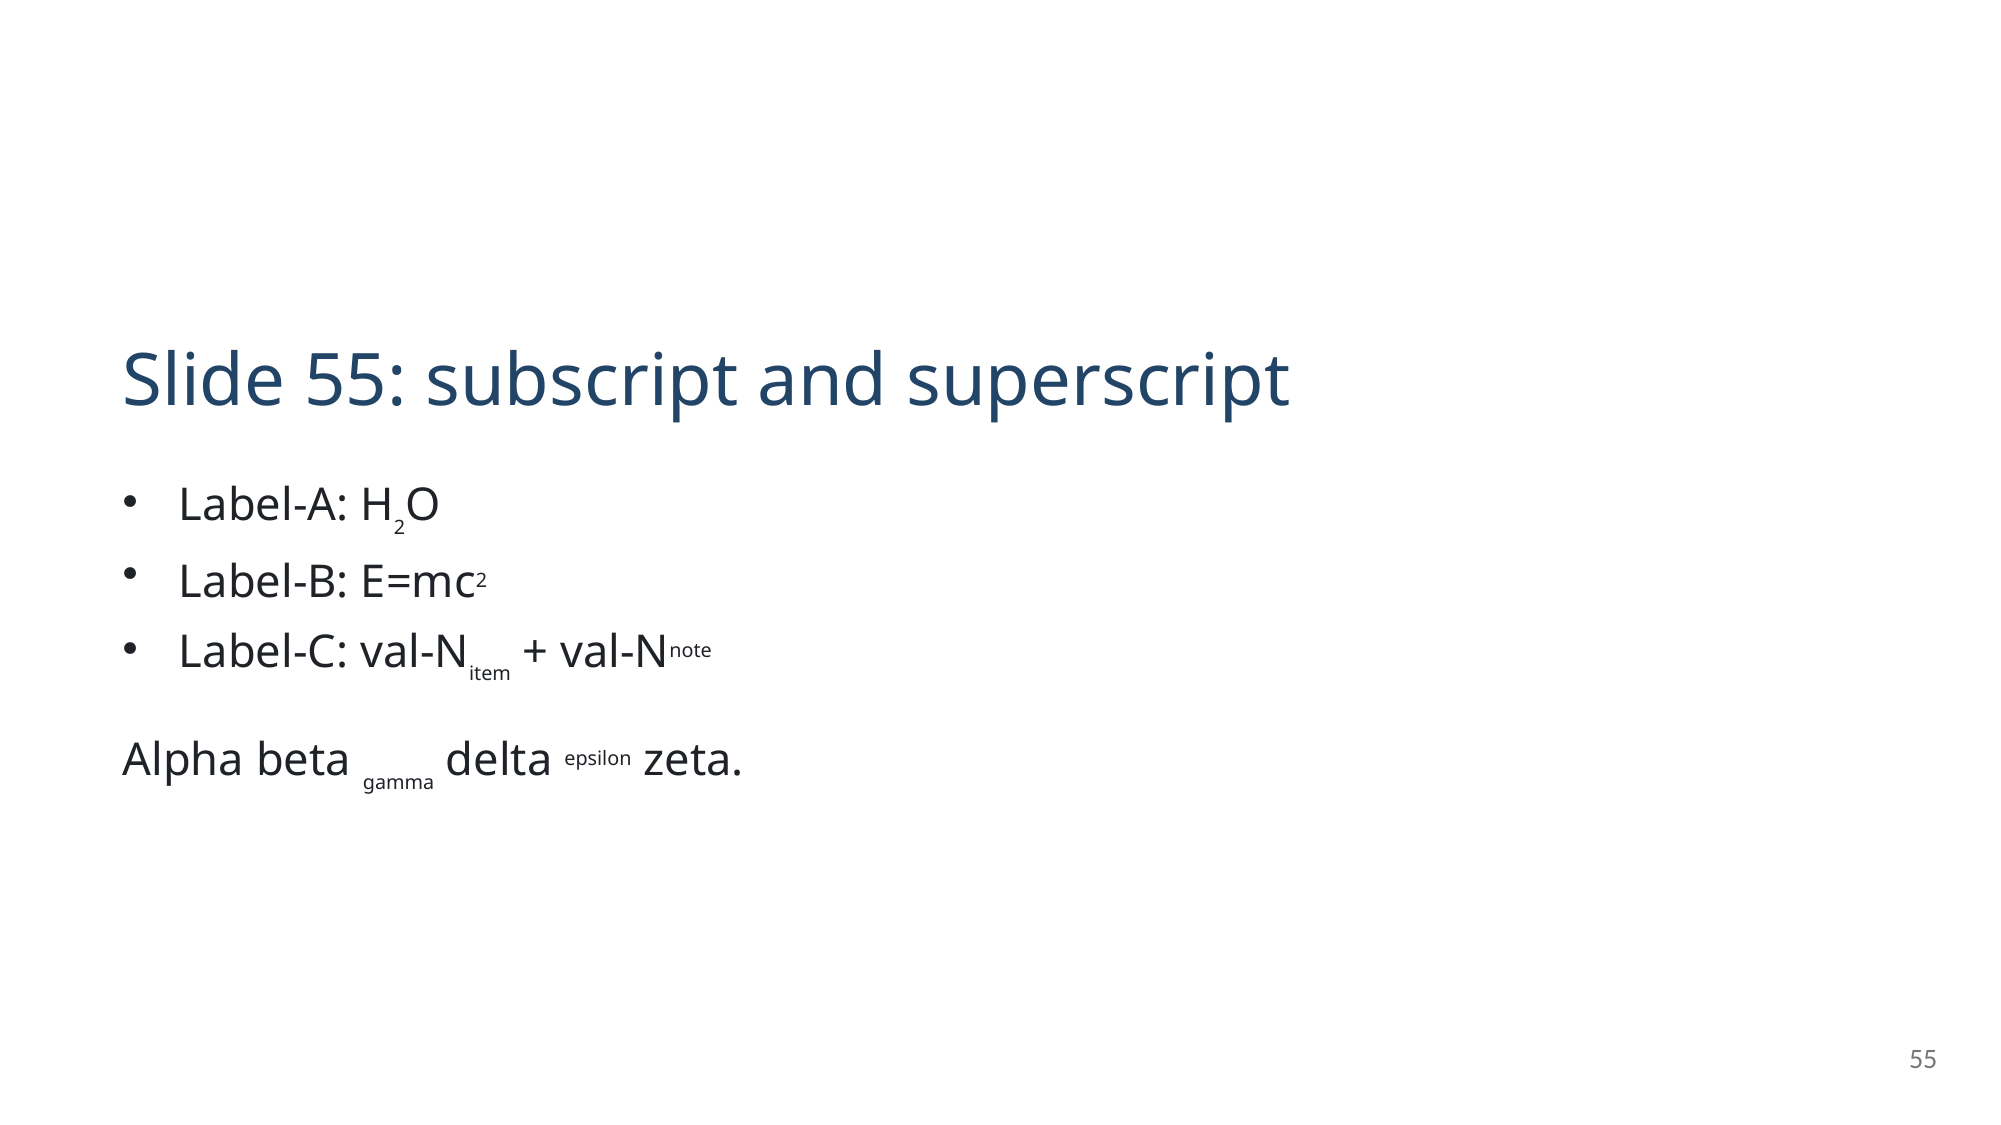 Slide 55: subscript and superscript
• Label-A: H₂O
• Label-B: E=mc²
• Label-C: val-Nitem + val-Nnote
Alpha beta gamma delta epsilon zeta.
55